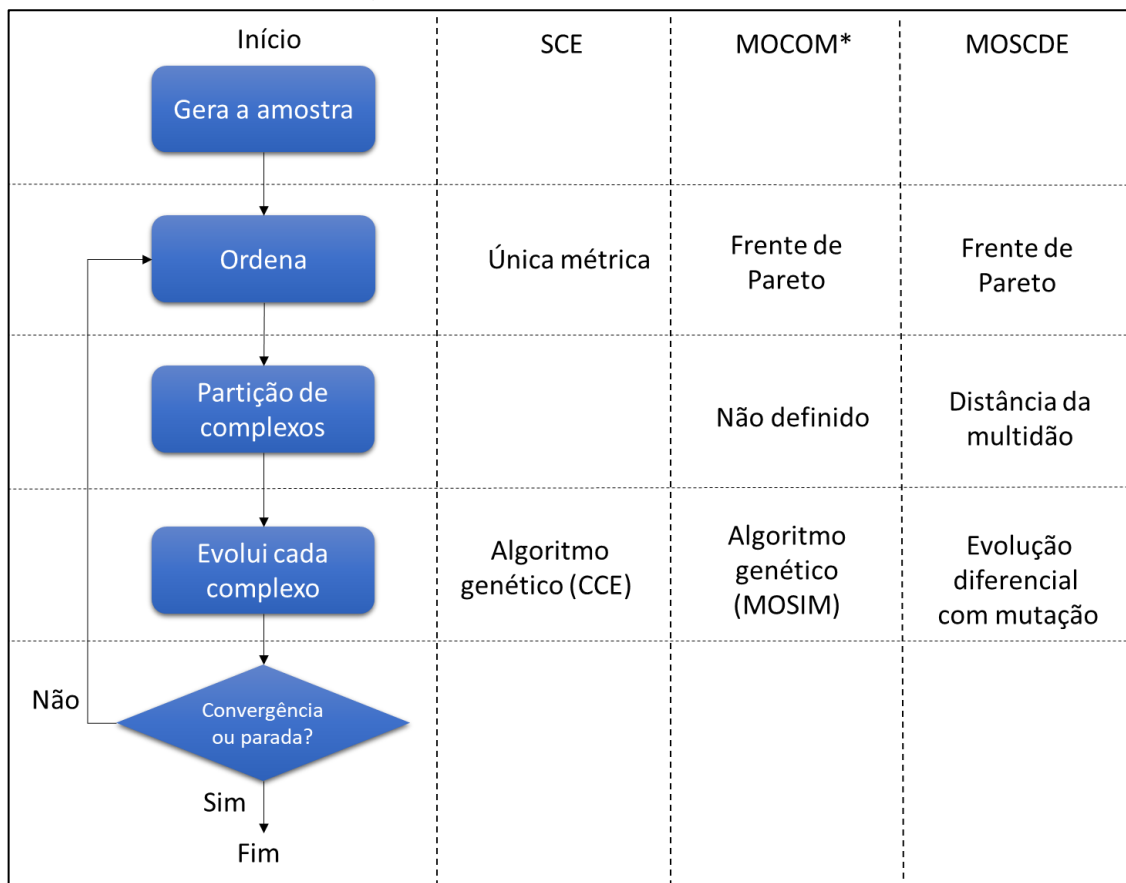 Início
SCE
MOCOM*
MOSCDE
Gera a amostra
Ordena
Única métrica
Frente de
Pareto
Frente de
Pareto
Partição de
complexos
Não definido
Distância da
multidão
Evolui cada
complexo
Algoritmo
genético (CCE)
Algoritmo
genético
(MOSIM)
Evolução
diferencial
com mutação
Não
Convergência
ou parada?
Sim
Fim